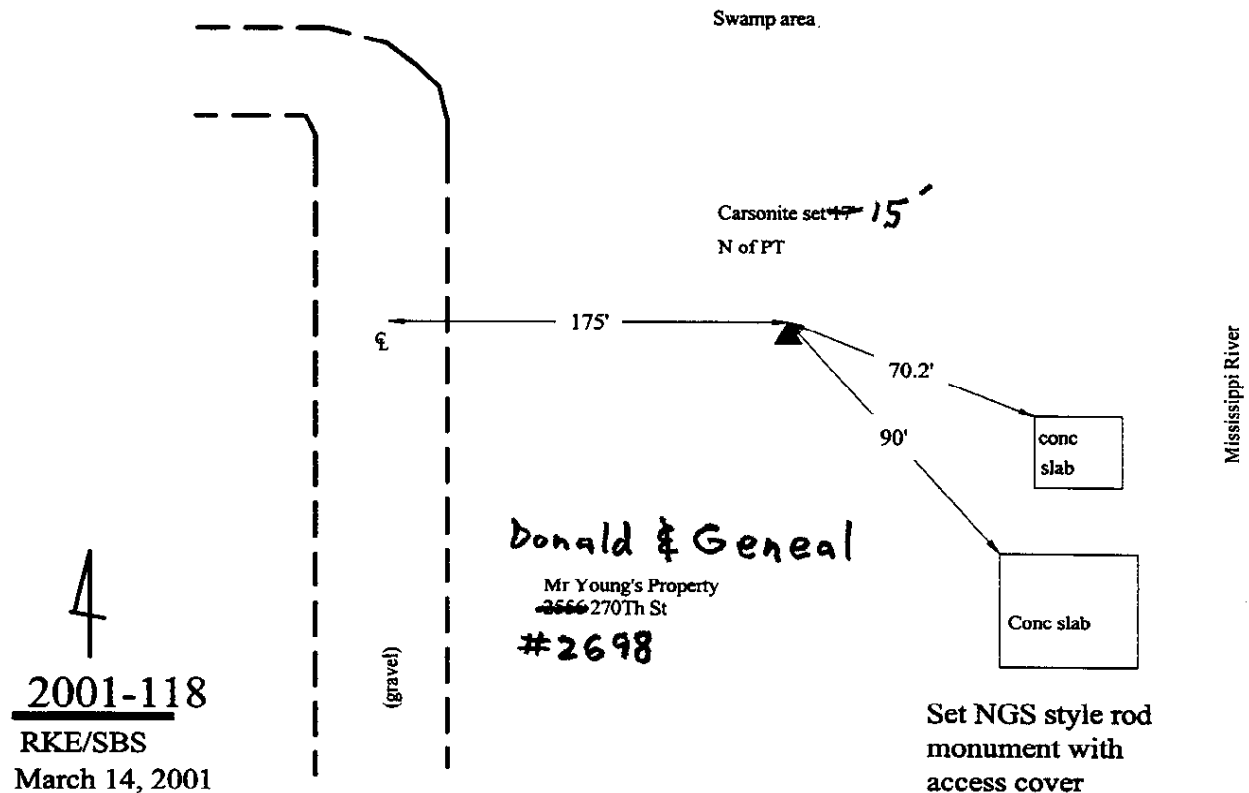 Swamp area
Carsonite set 17' 15'
N of PT
175'
℄
70.2'
90'
conc
slab
Mississippi River
Donald & Geneal
Mr Young's Property
2556 270Th St
#2698
Conc slab
(gravel)
2001-118
RKE/SBS
March 14, 2001
Set NGS style rod
monument with
access cover